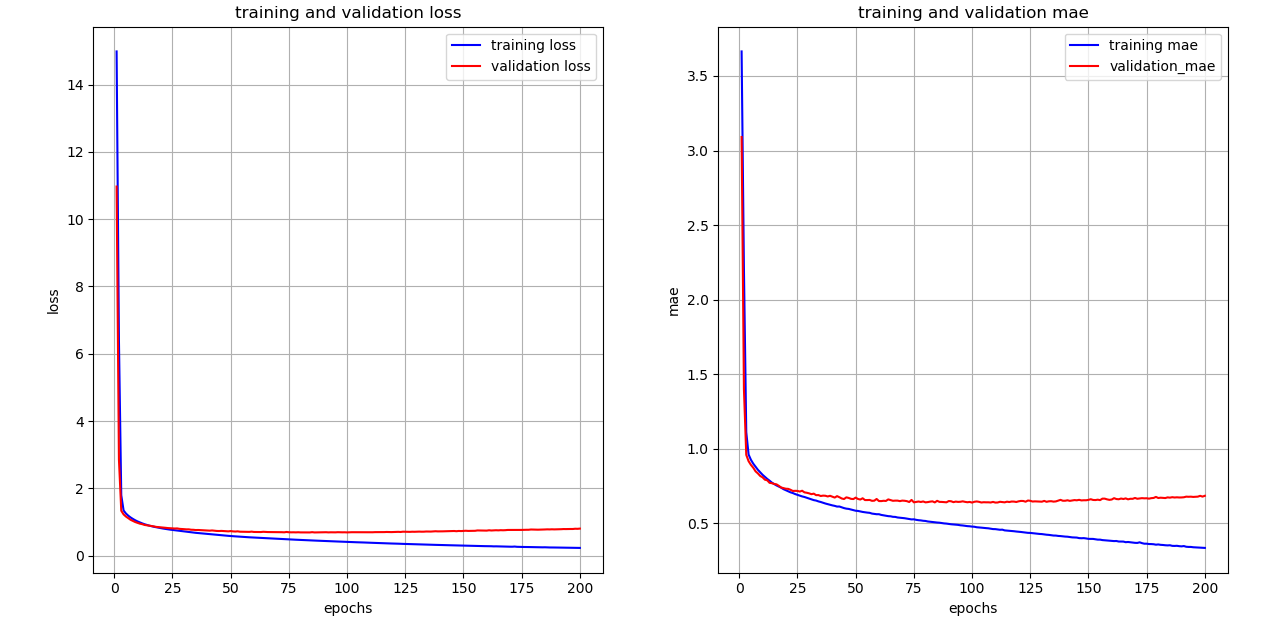 training and validation loss
training loss
validation loss
14
12
10
8
6
4
2
0
loss
0 25 50 75 100 125 150 175 200
epochs
training and validation mae
training mae
validation_mae
3.5
3.0
2.5
2.0
1.5
1.0
0.5
mae
0 25 50 75 100 125 150 175 200
epochs